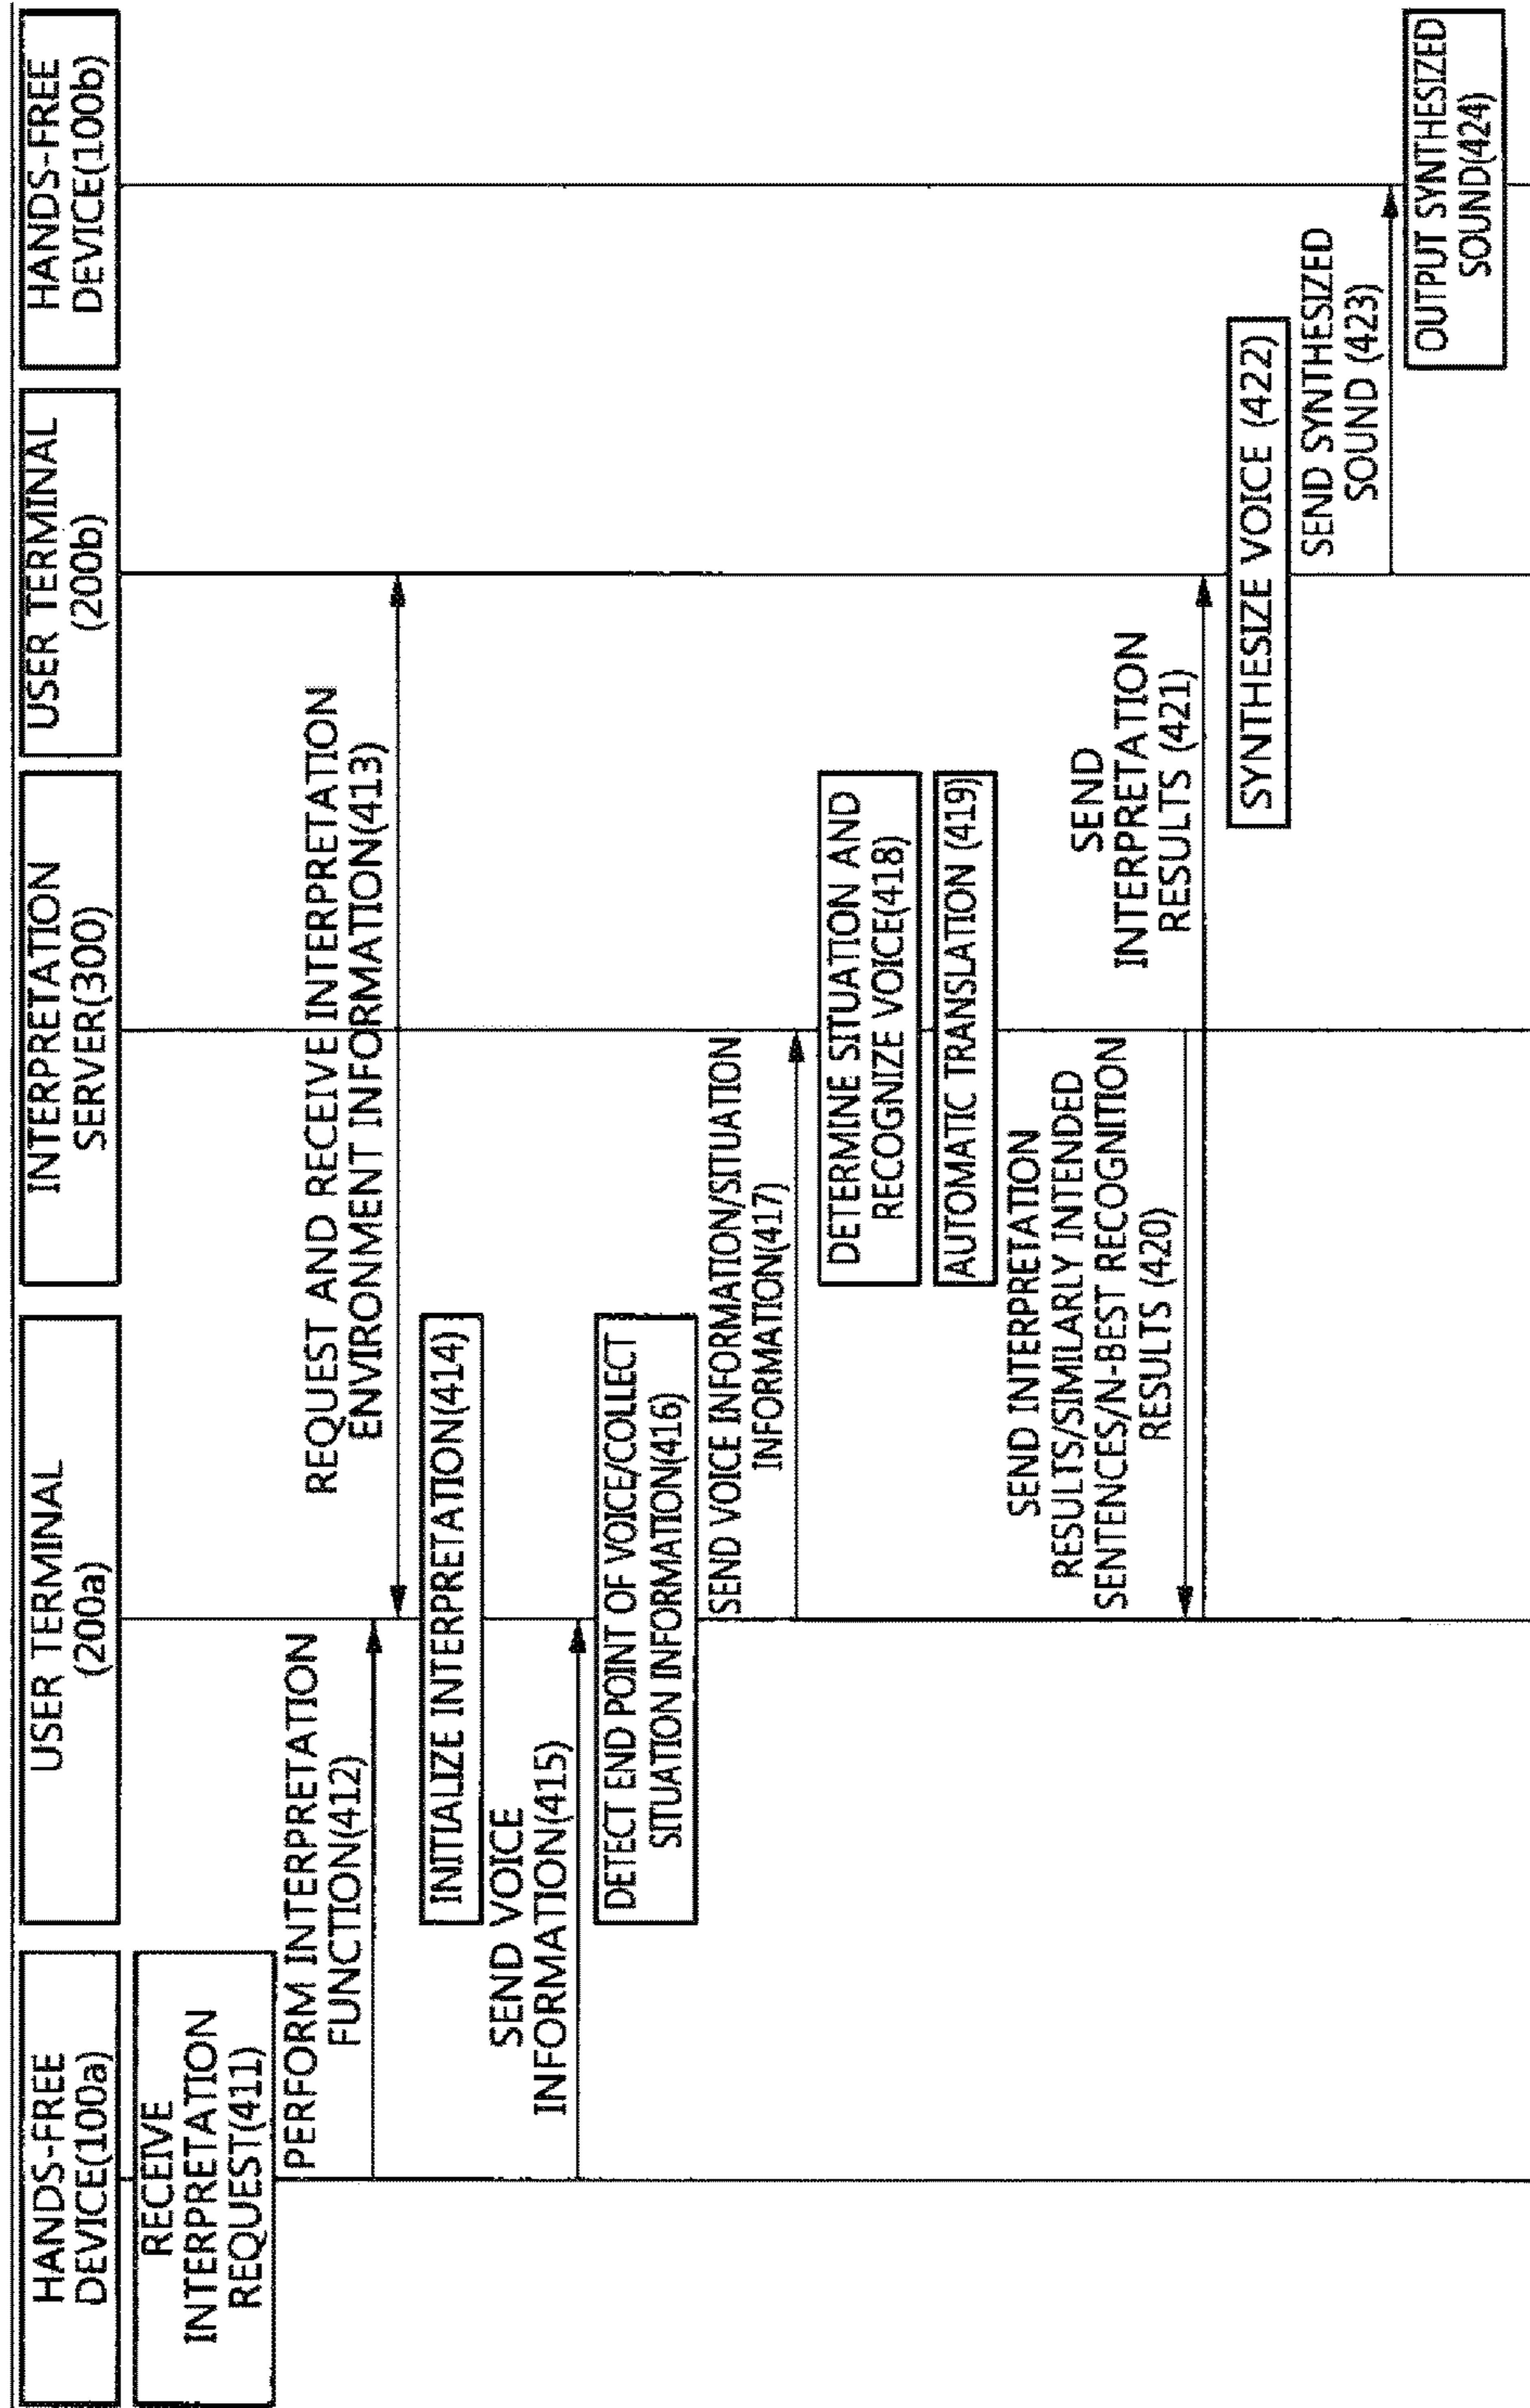 HANDS-FREE
DEVICE(100a)
USER TERMINAL
(200a)
INTERPRETATION
SERVER(300)
USER TERMINAL
(200b)
HANDS-FREE
DEVICE(100b)
RECEIVE
INTERPRETATION
REQUEST(411)
PERFORM INTERPRETATION
FUNCTION(412)
REQUEST AND RECEIVE INTERPRETATION
ENVIRONMENT INFORMATION(413)
INITIALIZE INTERPRETATION(414)
SEND VOICE
INFORMATION(415)
DETECT END POINT OF VOICE/COLLECT
SITUATION INFORMATION(416)
SEND VOICE INFORMATION/SITUATION
INFORMATION(417)
DETERMINE SITUATION AND
RECOGNIZE VOICE(418)
AUTOMATIC TRANSLATION (419)
SEND INTERPRETATION
RESULTS/SIMILARLY INTENDED
SENTENCES/N-BEST RECOGNITION
RESULTS (420)
SEND
INTERPRETATION
RESULTS (421)
SYNTHESIZE VOICE (422)
SEND SYNTHESIZED
SOUND (423)
OUTPUT SYNTHESIZED
SOUND(424)